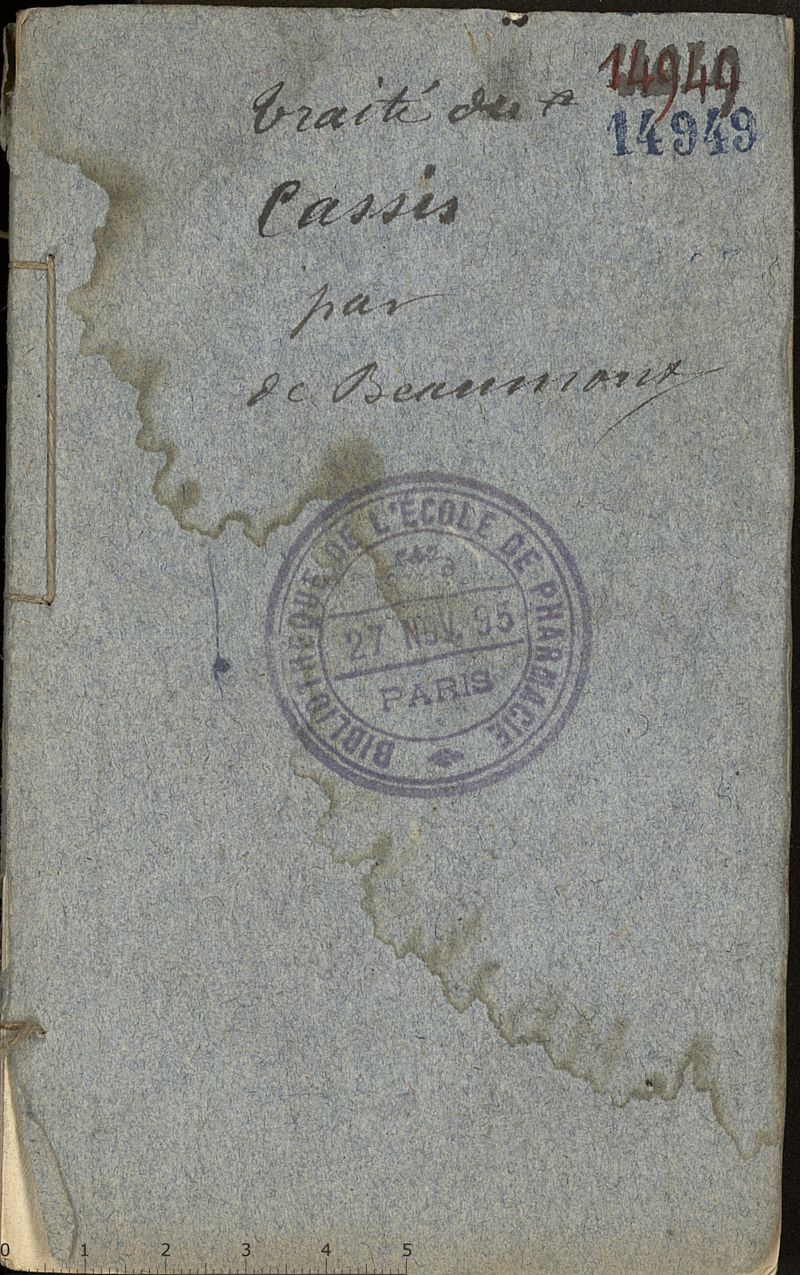 14949
14949
traité du
Cassis
par
de Beaumont
BIBLIOTHÈQUE DE L'ÉCOLE DE PHARMACIE
27 NOV. 95
PARIS
0 1 2 3 4 5